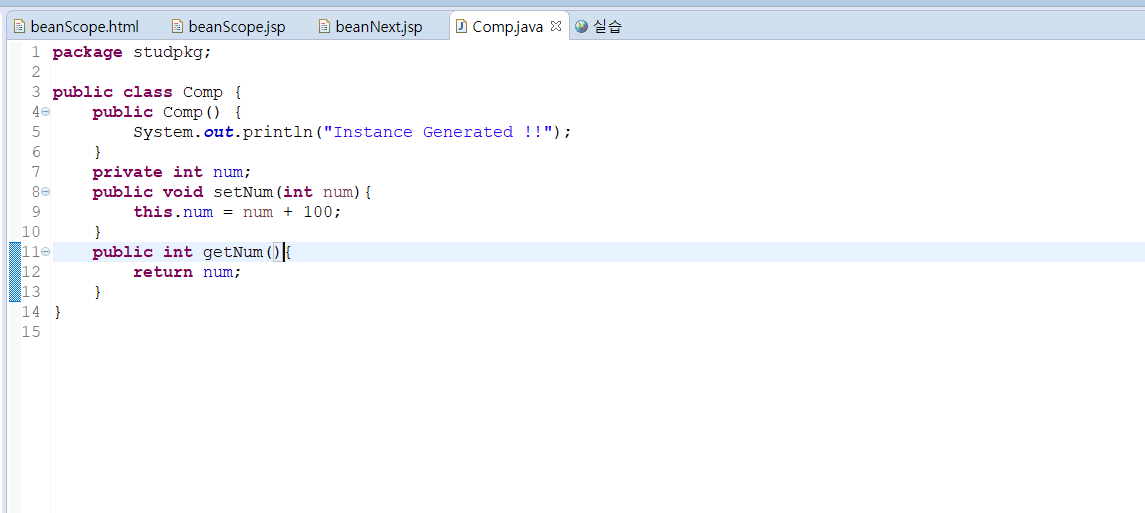 beanScope.html beanScope.jsp beanNext.jsp Comp.java 실습
1 package studpkg;
2
3 public class Comp {
4 public Comp() {
5 System.out.println("Instance Generated !!");
6 }
7 private int num;
8 public void setNum(int num){
9 this.num = num + 100;
10 }
11 public int getNum(){
12 return num;
13 }
14 }
15